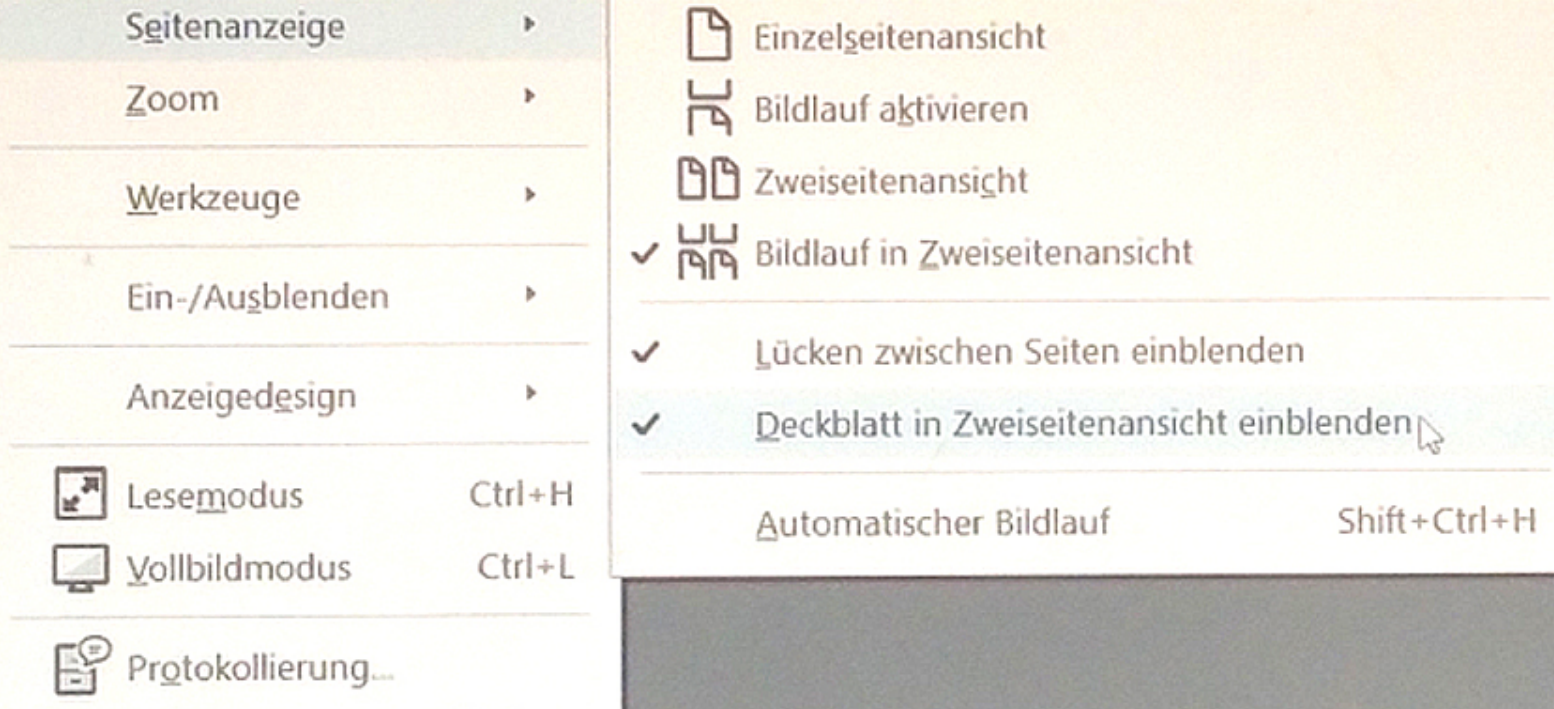 Seitenanzeige
Zoom
Werkzeuge
Ein-/Ausblenden
Anzeigedesign
Lesemodus Ctrl+H
Vollbildmodus Ctrl+L
Protokollierung...
Einzelseitenansicht
Bildlauf aktivieren
Zweiseitenansicht
Bildlauf in Zweiseitenansicht
Lücken zwischen Seiten einblenden
Deckblatt in Zweiseitenansicht einblenden
Automatischer Bildlauf Shift+Ctrl+H